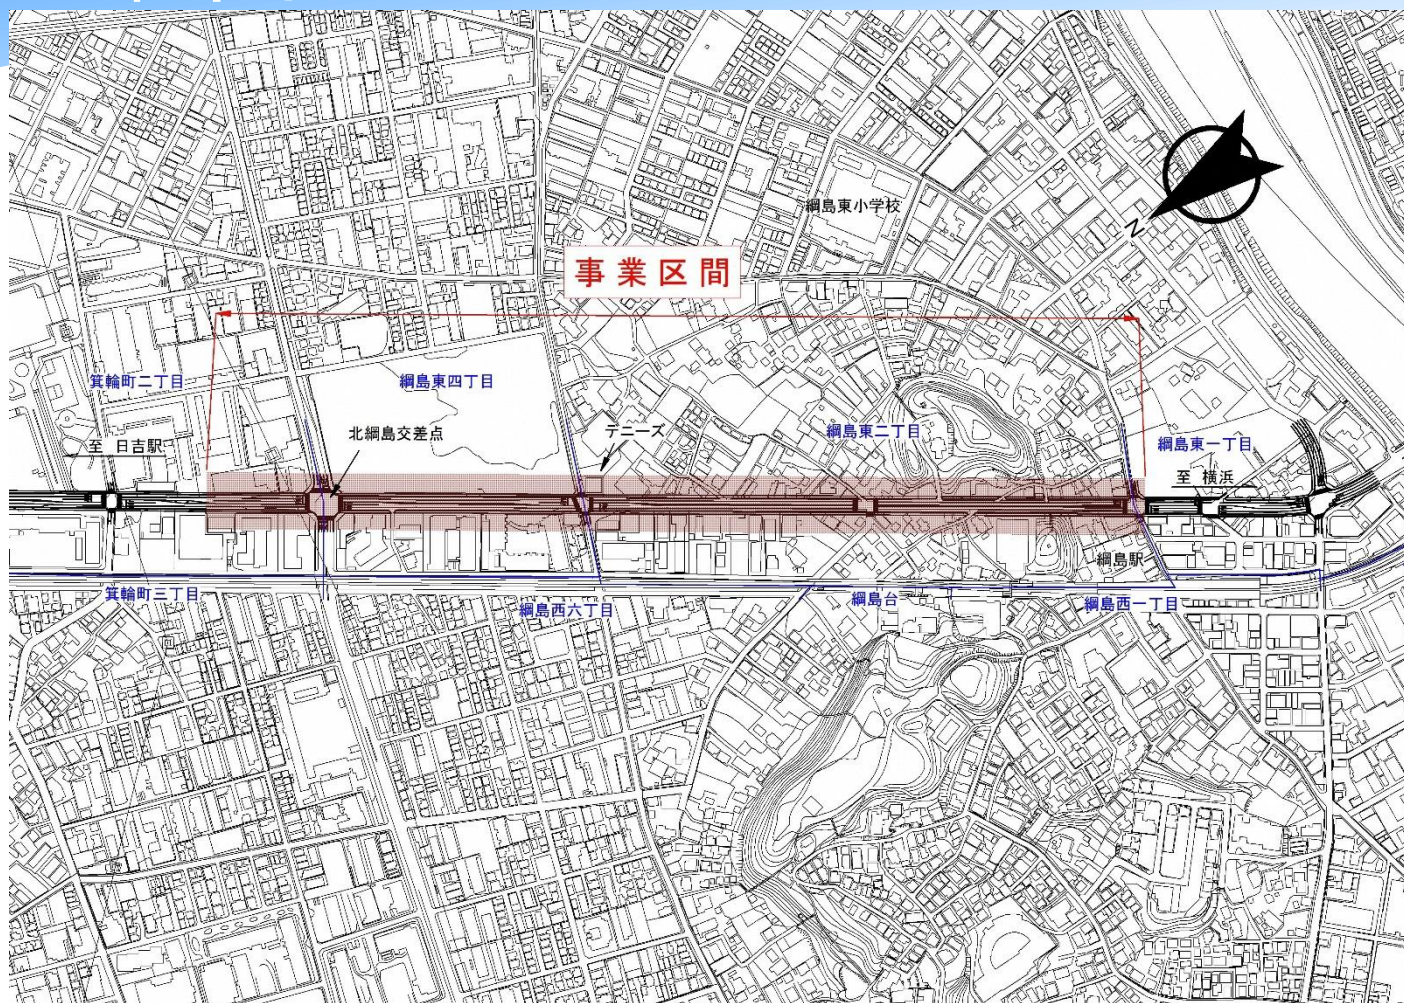 綱島東小学校
N
事業区間
箕輪町二丁目
綱島東四丁目
北綱島交差点
デニーズ
綱島東二丁目
綱島東一丁目
至 日吉駅
至 横浜
綱島駅
箕輪町三丁目
綱島西六丁目
綱島台
綱島西一丁目